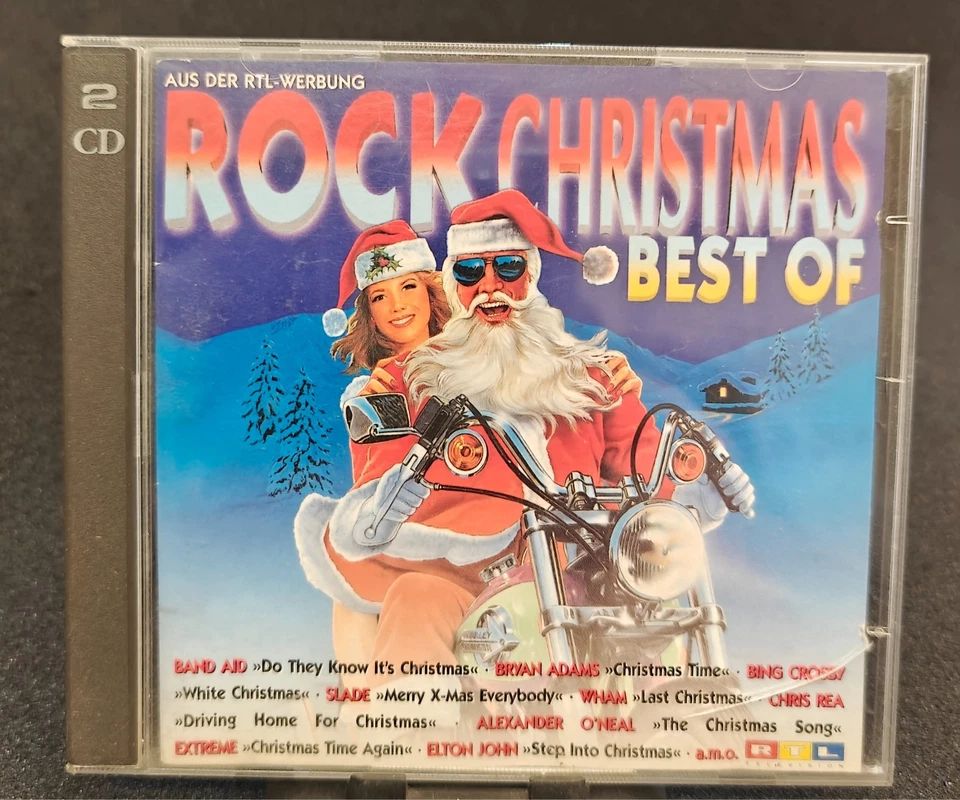 2
CD
AUS DER RTL-WERBUNG
ROCK CHRISTMAS
BEST OF
BAND AID »Do They Know It's Christmas« · BRYAN ADAMS »Christmas Time« · BING CROSBY
»White Christmas« · SLADE »Merry X-Mas Everybody« · WHAM »Last Christmas« · CHRIS REA
»Driving Home For Christmas« · ALEXANDER O'NEAL »The Christmas Song«
EXTREME »Christmas Time Again« · ELTON JOHN »Step Into Christmas« · a.m.o. RTL
TELEVISION